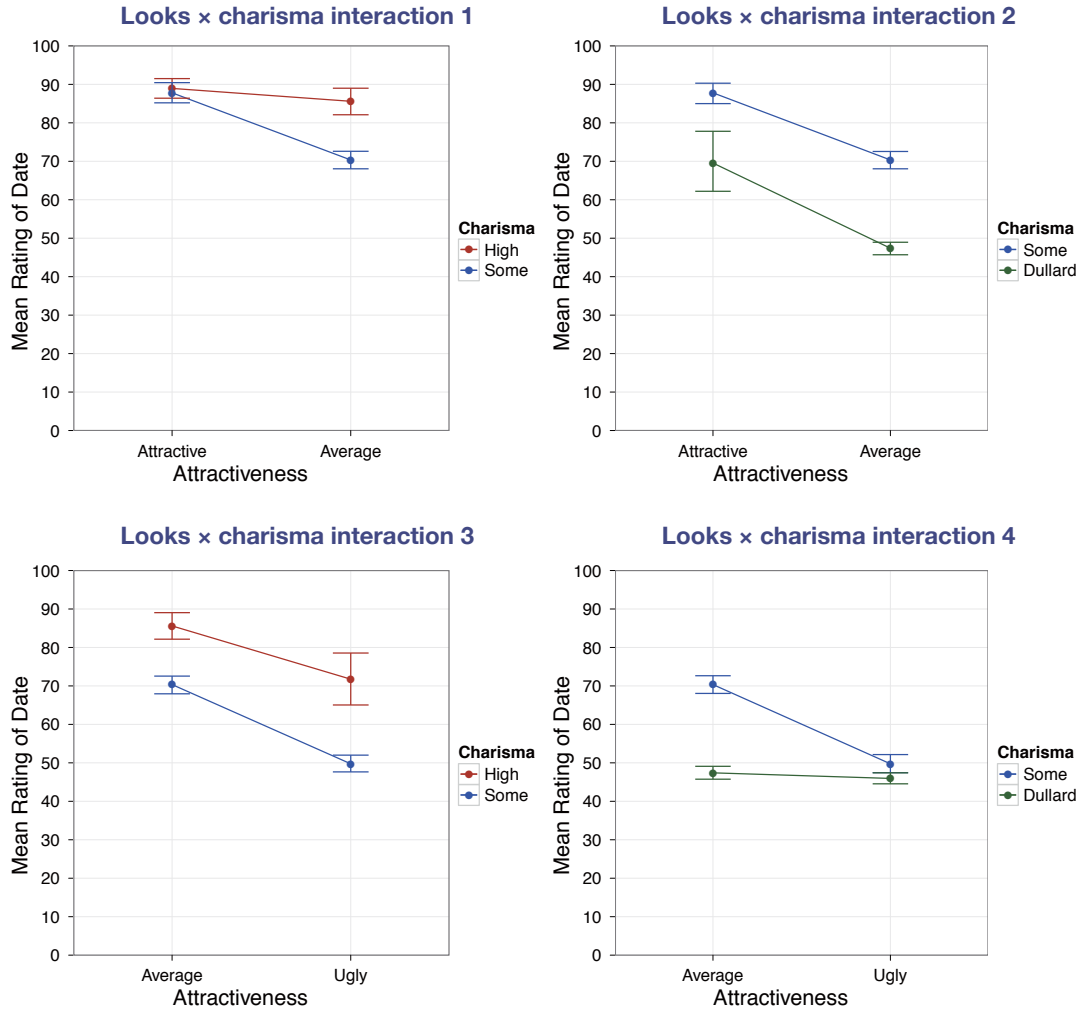 Looks × charisma interaction 1
100
90
80
70
60
50
40
30
20
10
0
Mean Rating of Date
Attractive
Average
Attractiveness
Charisma
High
Some
Looks × charisma interaction 2
100
90
80
70
60
50
40
30
20
10
0
Mean Rating of Date
Attractive
Average
Attractiveness
Charisma
Some
Dullard
Looks × charisma interaction 3
100
90
80
70
60
50
40
30
20
10
0
Mean Rating of Date
Average
Ugly
Attractiveness
Charisma
High
Some
Looks × charisma interaction 4
100
90
80
70
60
50
40
30
20
10
0
Mean Rating of Date
Average
Ugly
Attractiveness
Charisma
Some
Dullard